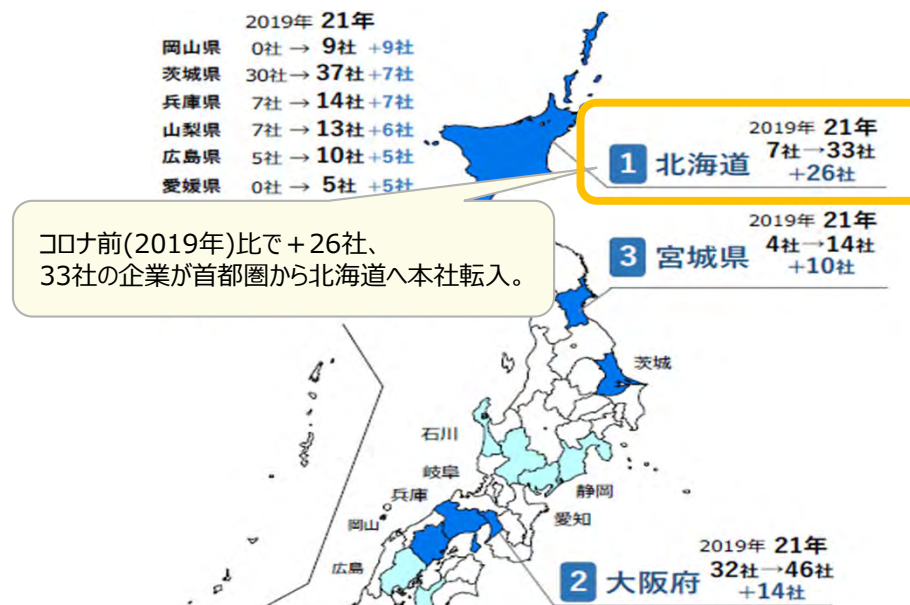 2019年 21年
岡山県 0社 → 9社 +9社
茨城県 30社→ 37社 +7社
兵庫県 7社 → 14社 +7社
山梨県 7社 → 13社 +6社
広島県 5社 → 10社 +5社
愛媛県 0社 → 5社 +5社
2019年 21年
1 北海道 7社→33社
+26社
コロナ前(2019年)比で+26社、
33社の企業が首都圏から北海道へ本社転入。
2019年 21年
3 宮城県 4社→14社
+10社
茨城
石川
岐阜
兵庫
静岡
愛知
岡山
広島
2019年 21年
2 大阪府 32社→46社
+14社